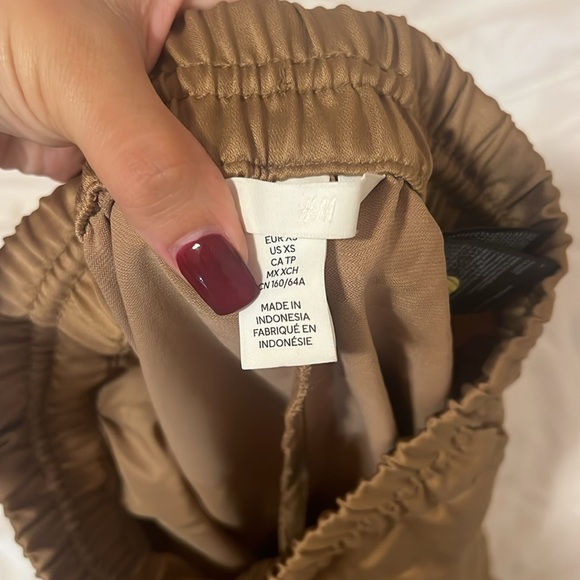 H&M
EUR XS
US XS
CA TP
MX XCH
CN 160/64A
MADE IN
INDONESIA
FABRIQUÉ EN
INDONÉSIE